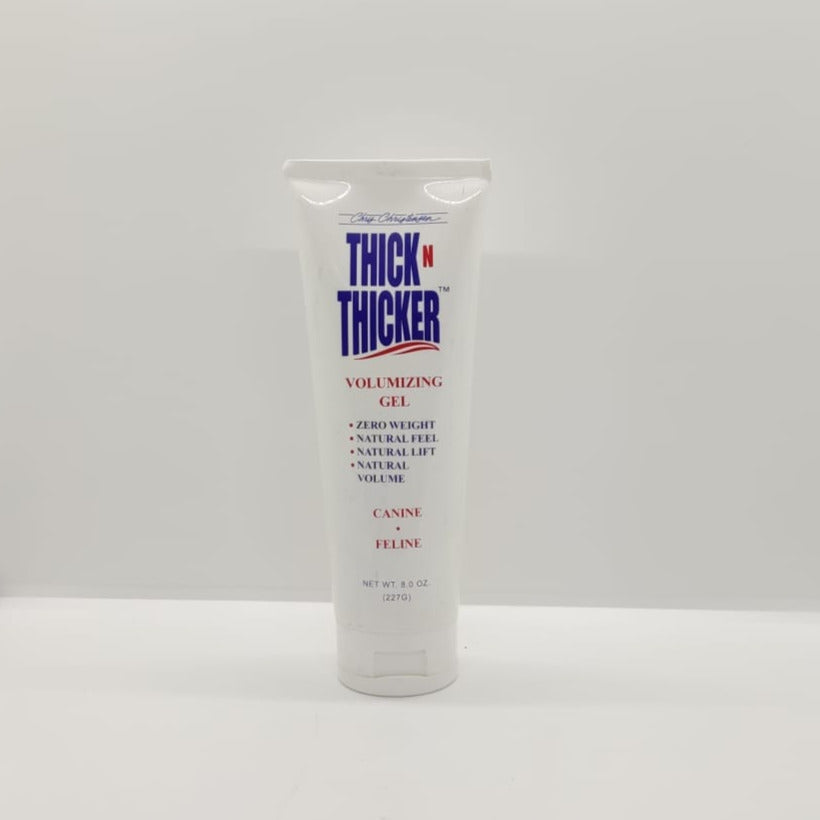 Chris Christensen
THICK N
THICKER™
VOLUMIZING
GEL
• ZERO WEIGHT
• NATURAL FEEL
• NATURAL LIFT
• NATURAL
VOLUME
CANINE
•
FELINE
NET WT. 8.0 OZ.
(227G)